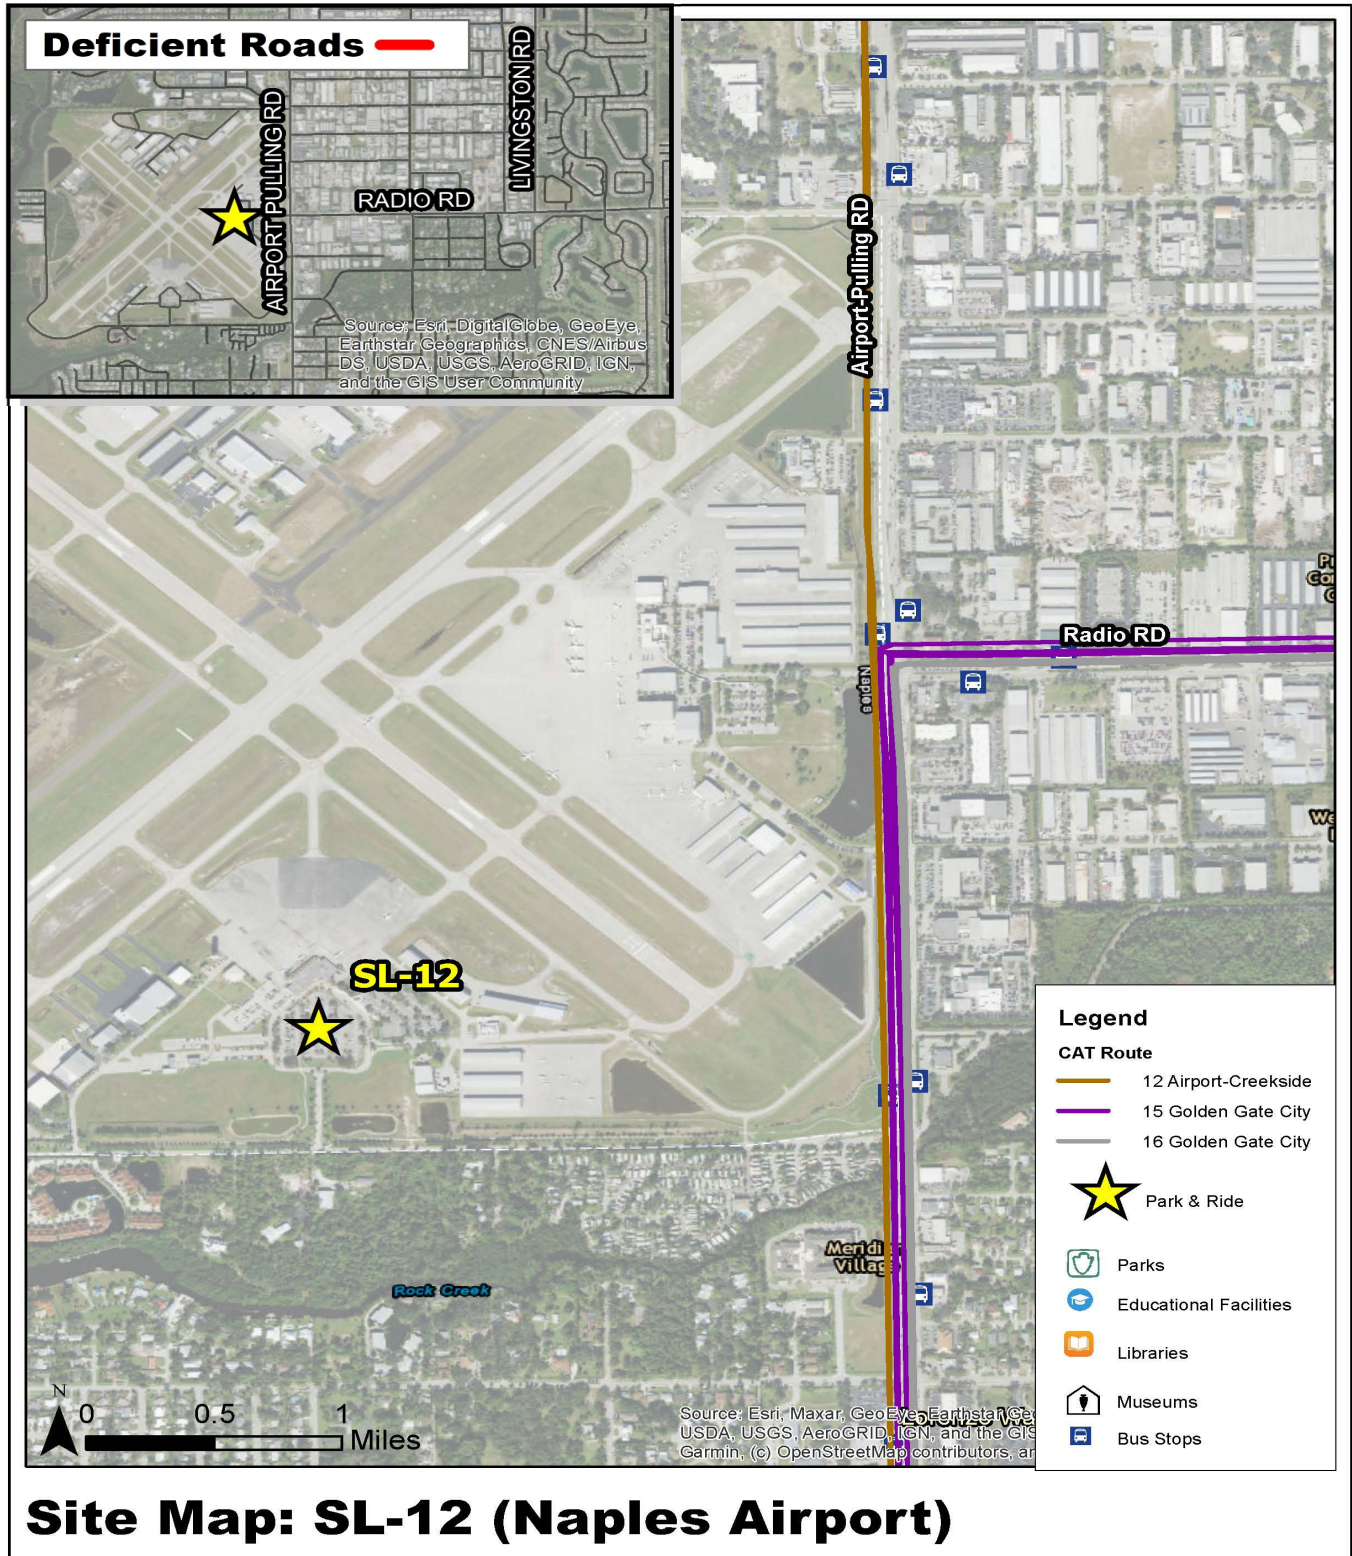 Deficient Roads
AIRPORT PULLING RD
LIVINGSTON RD
RADIO RD
Source: Esri, DigitalGlobe, GeoEye,
Earthstar Geographics, CNES/Airbus
DS, USDA, USGS, AeroGRID, IGN,
and the GIS User Community
Airport-Pulling RD
Radio RD
Naples
SL-12
Village
Rock Creek
Legend
CAT Route
12 Airport-Creekside
15 Golden Gate City
16 Golden Gate City
Park & Ride
Parks
Educational Facilities
Libraries
Museums
Bus Stops
N
0 0.5 1
Miles
Source: Esri, Maxar, GeoEye, Earthstar
USDA, USGS, AeroGRID, IGN, and the GIS
Garmin, (c) OpenStreetMap contributors,
Site Map: SL-12 (Naples Airport)